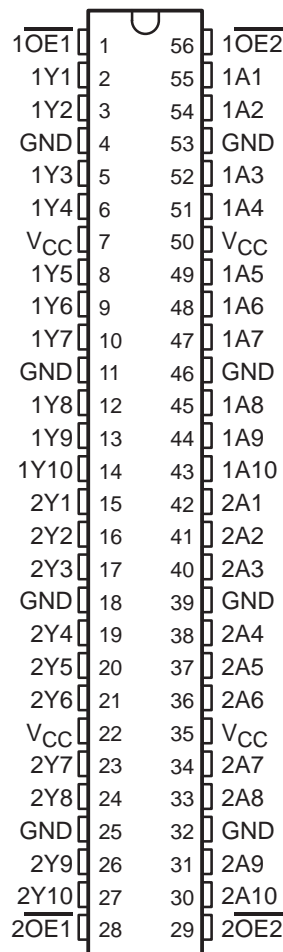 1OE1 1 56 1OE2
1Y1 2 55 1A1
1Y2 3 54 1A2
GND 4 53 GND
1Y3 5 52 1A3
1Y4 6 51 1A4
VCC 7 50 VCC
1Y5 8 49 1A5
1Y6 9 48 1A6
1Y7 10 47 1A7
GND 11 46 GND
1Y8 12 45 1A8
1Y9 13 44 1A9
1Y10 14 43 1A10
2Y1 15 42 2A1
2Y2 16 41 2A2
2Y3 17 40 2A3
GND 18 39 GND
2Y4 19 38 2A4
2Y5 20 37 2A5
2Y6 21 36 2A6
VCC 22 35 VCC
2Y7 23 34 2A7
2Y8 24 33 2A8
GND 25 32 GND
2Y9 26 31 2A9
2Y10 27 30 2A10
2OE1 28 29 2OE2